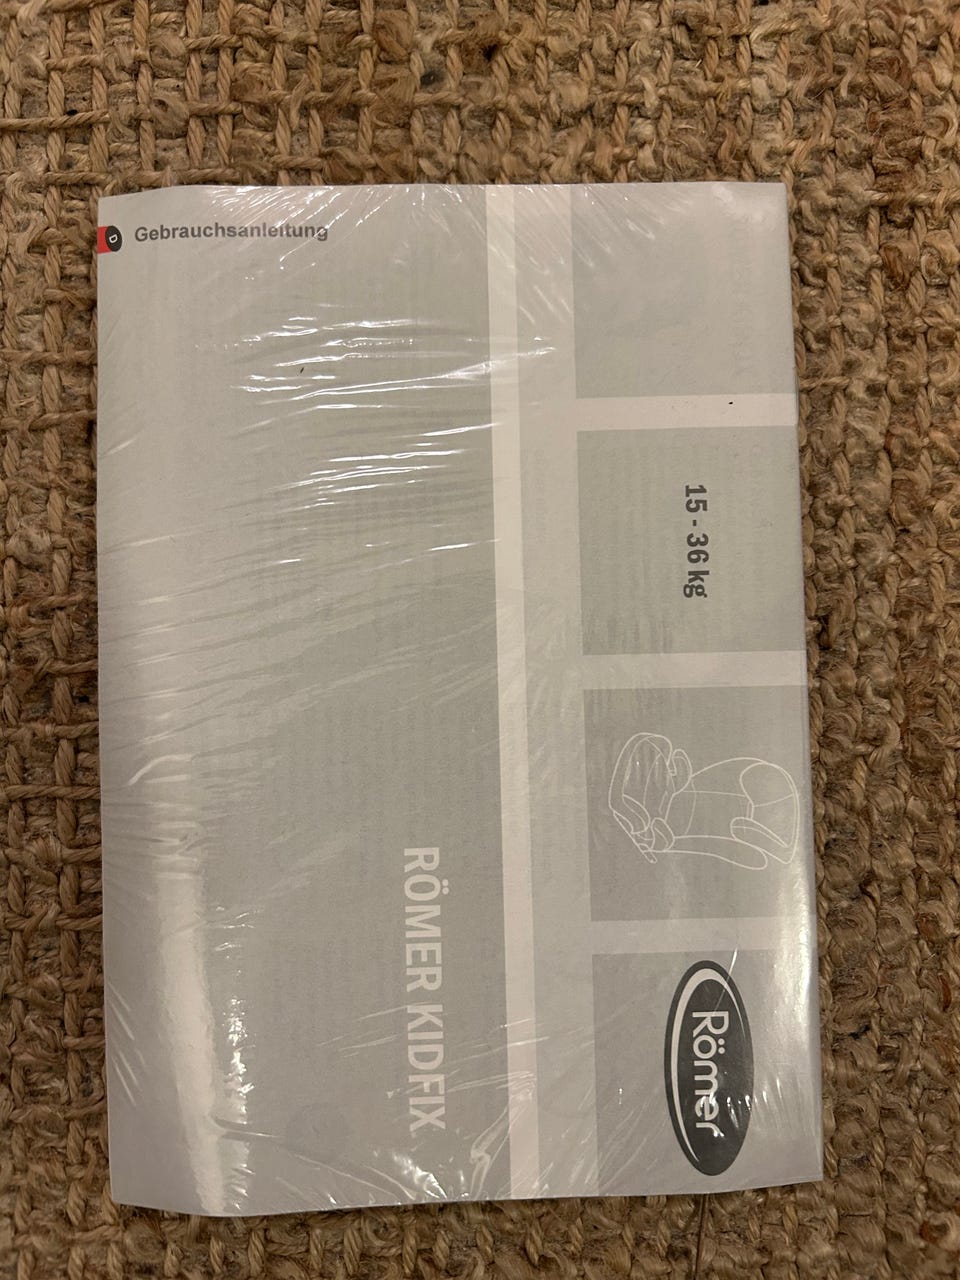 D
Gebrauchsanleitung
15 - 36 kg
RÖMER KIDFIX
Römer